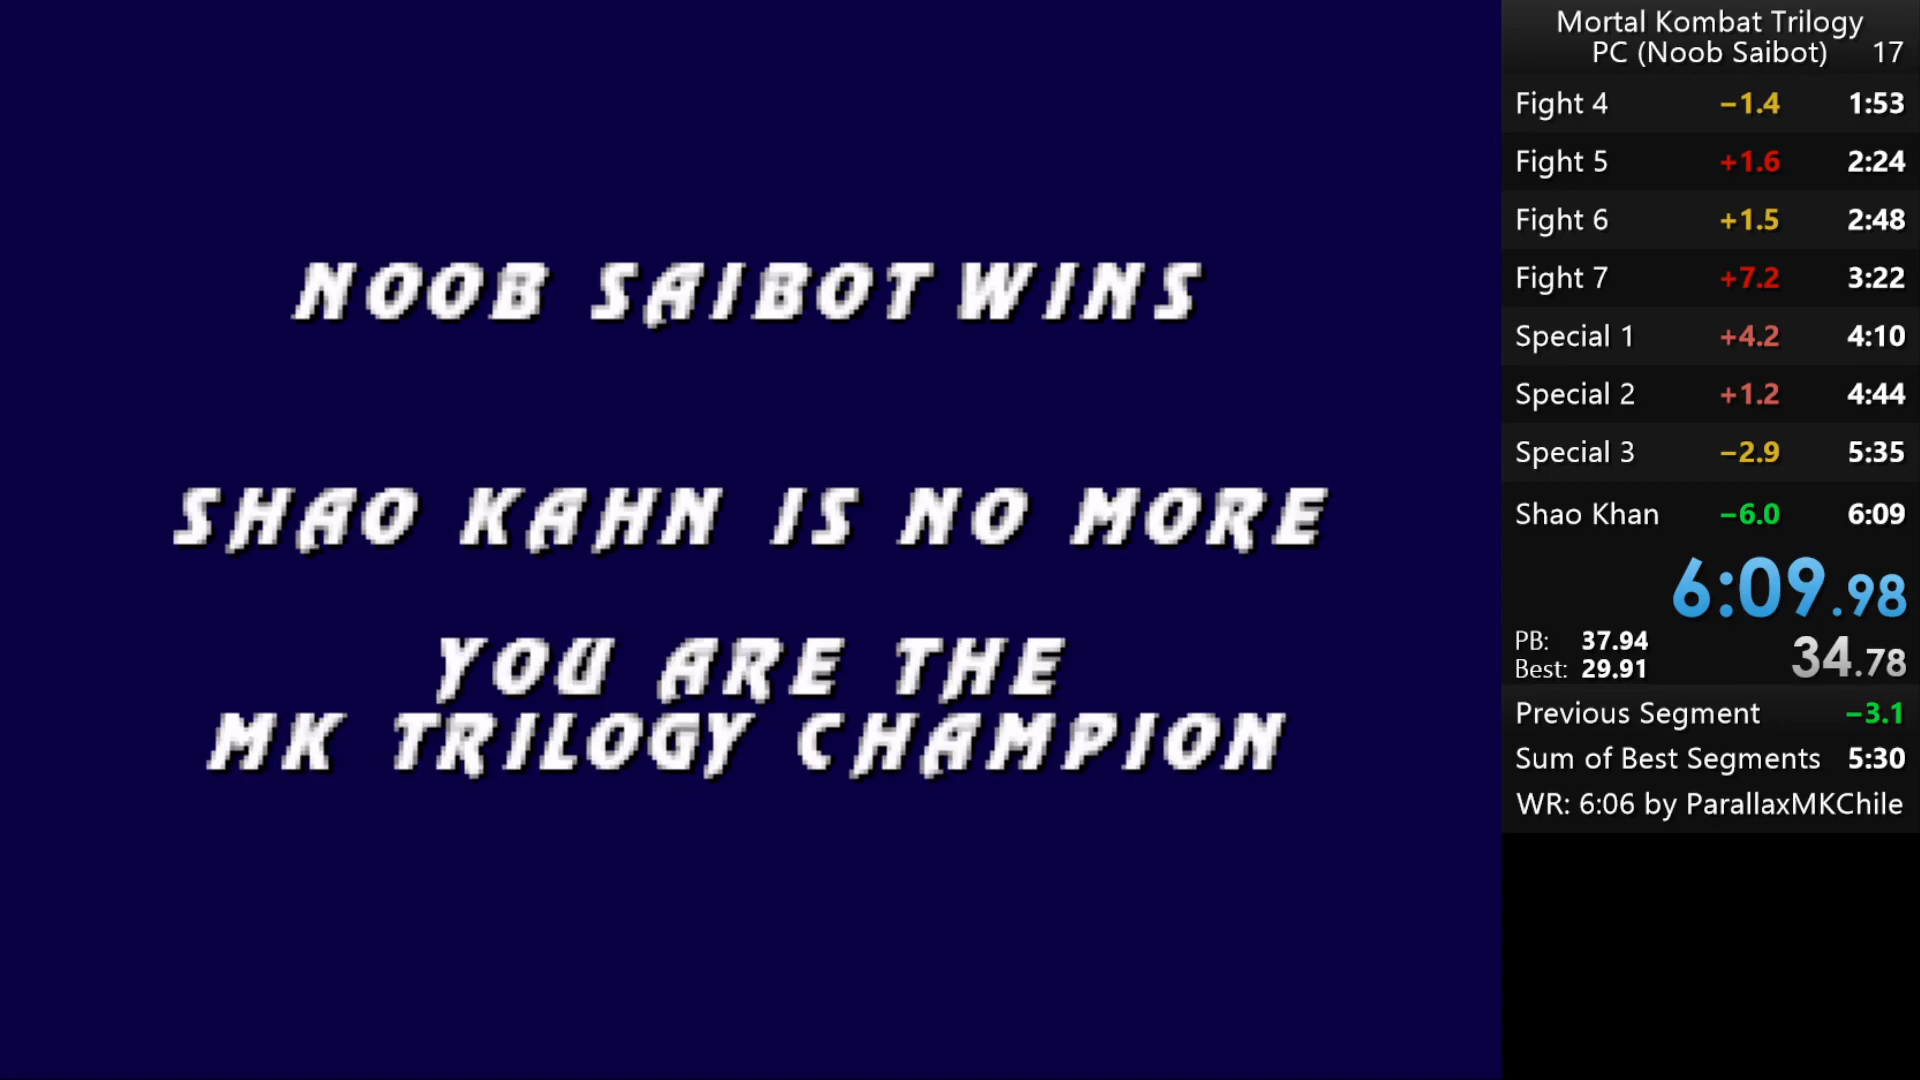 NOOB SAIBOT WINS
SHAO KAHN IS NO MORE
YOU ARE THE
MK TRILOGY CHAMPION
Mortal Kombat Trilogy
PC (Noob Saibot) 17
Fight 4 −1.4 1:53
Fight 5 +1.6 2:24
Fight 6 +1.5 2:48
Fight 7 +7.2 3:22
Special 1 +4.2 4:10
Special 2 +1.2 4:44
Special 3 −2.9 5:35
Shao Khan −6.0 6:09
6:09.98
PB: 37.94
Best: 29.91
34.78
Previous Segment −3.1
Sum of Best Segments 5:30
WR: 6:06 by ParallaxMKChile